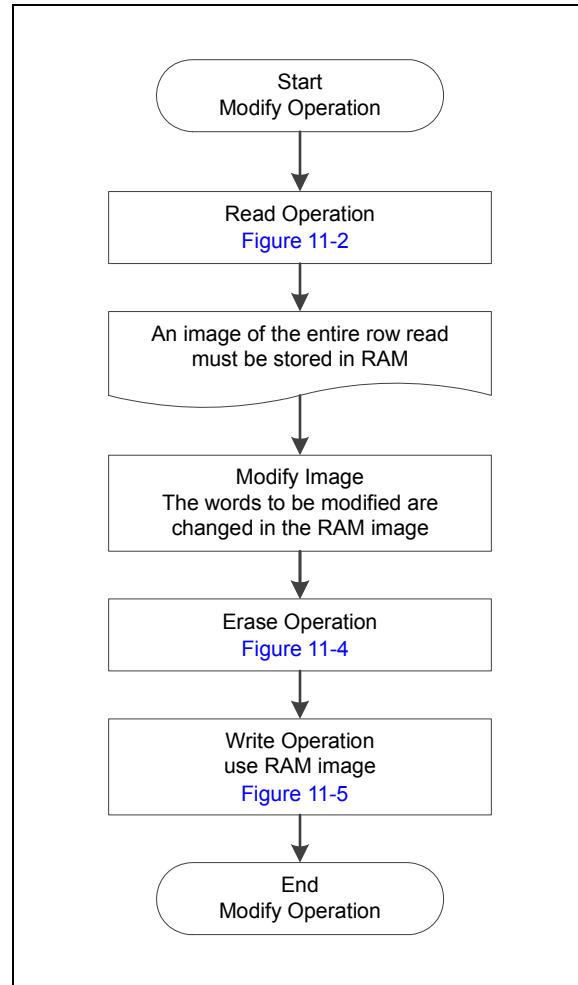 Start
Modify Operation
Read Operation
Figure 11-2
An image of the entire row read
must be stored in RAM
Modify Image
The words to be modified are
changed in the RAM image
Erase Operation
Figure 11-4
Write Operation
use RAM image
Figure 11-5
End
Modify Operation